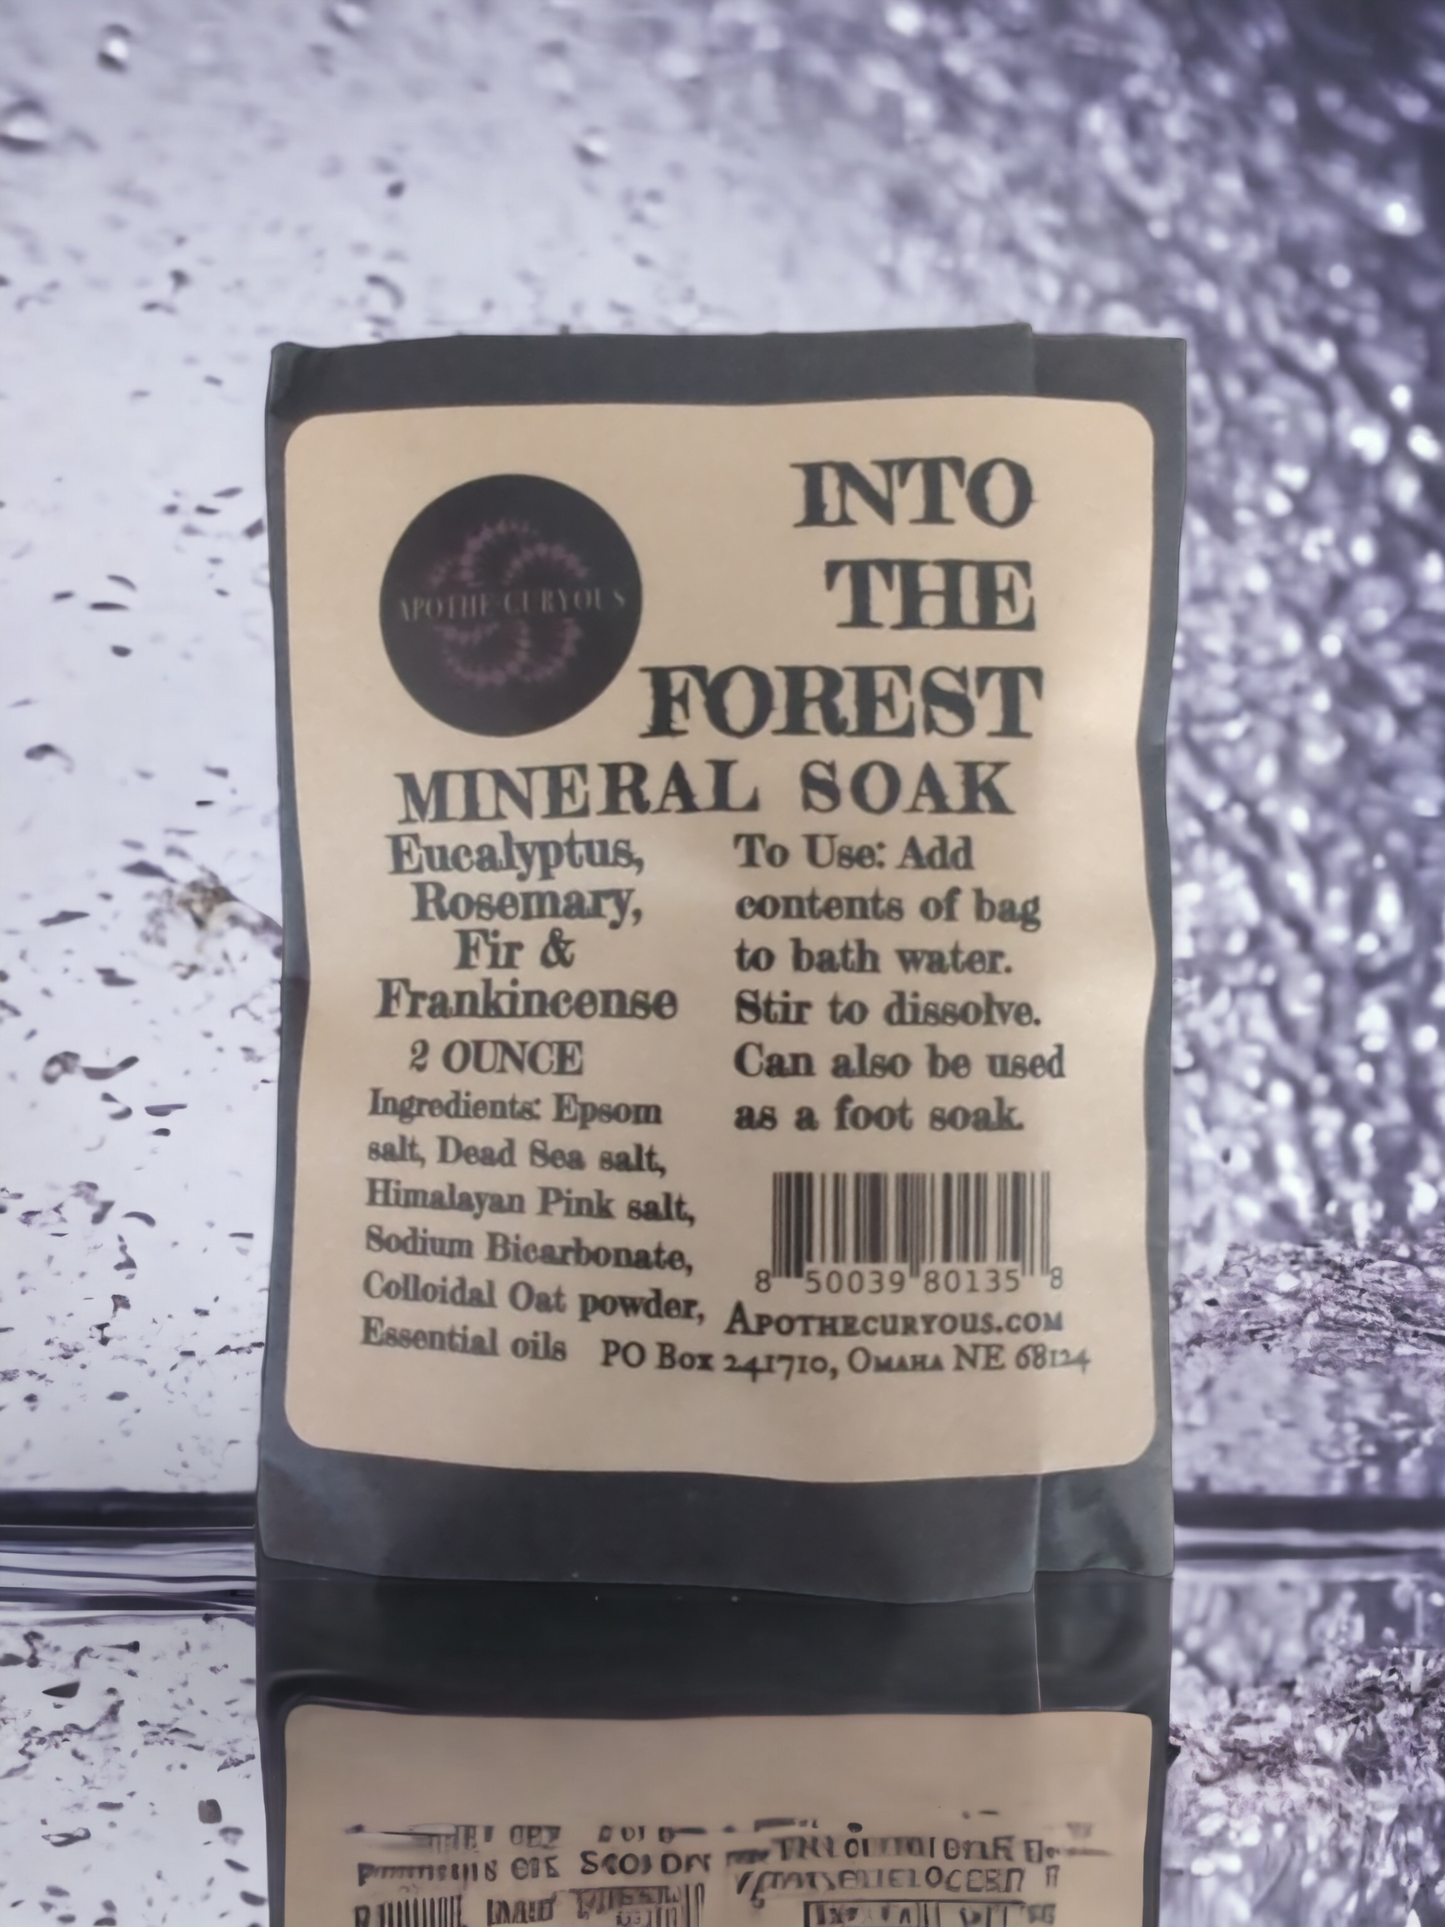 APOTHE·CURYOUS
INTO
THE
FOREST
MINERAL SOAK
Eucalyptus,
Rosemary,
Fir &
Frankincense
2 OUNCE
Ingredients: Epsom
salt, Dead Sea salt,
Himalayan Pink salt,
Sodium Bicarbonate,
Colloidal Oat powder,
Essential oils
To Use: Add
contents of bag
to bath water.
Stir to dissolve.
Can also be used
as a foot soak.
8 50039 80135 8
APOTHECURYOUS.COM
PO BOX 241710, OMAHA NE 68124